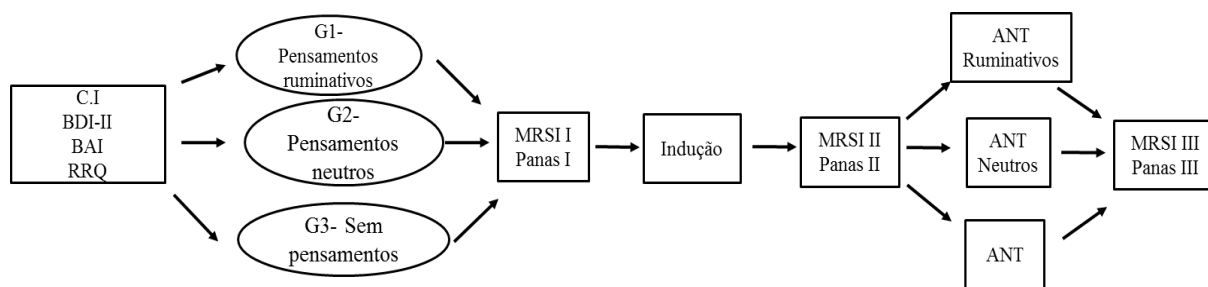 C.I
BDI-II
BAI
RRQ
G1-
Pensamentos
ruminativos
G2-
Pensamentos
neutros
G3- Sem
pensamentos
MRSI I
Panas I
Indução
MRSI II
Panas II
ANT
Ruminativos
ANT
Neutros
ANT
MRSI III
Panas III